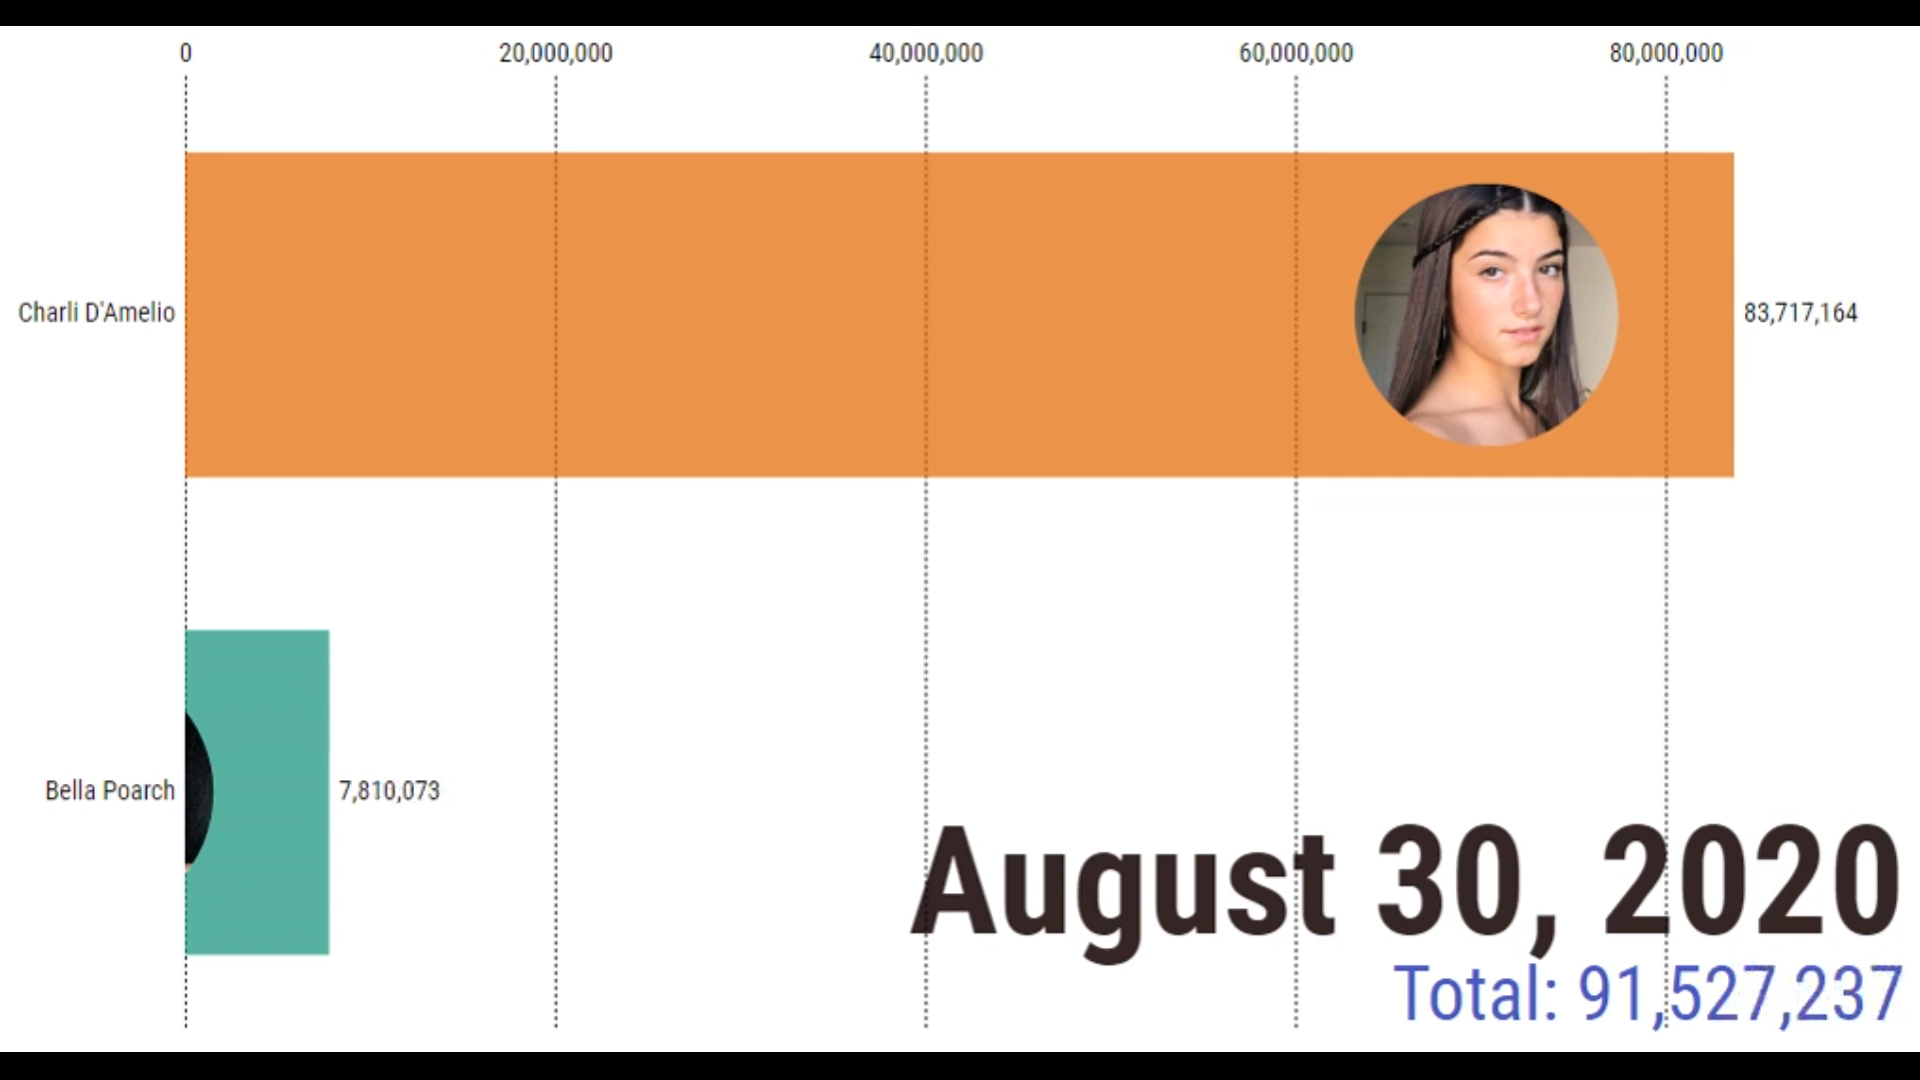 0 20,000,000 40,000,000 60,000,000 80,000,000
Charli D'Amelio 83,717,164
Bella Poarch 7,810,073
August 30, 2020
Total: 91,527,237